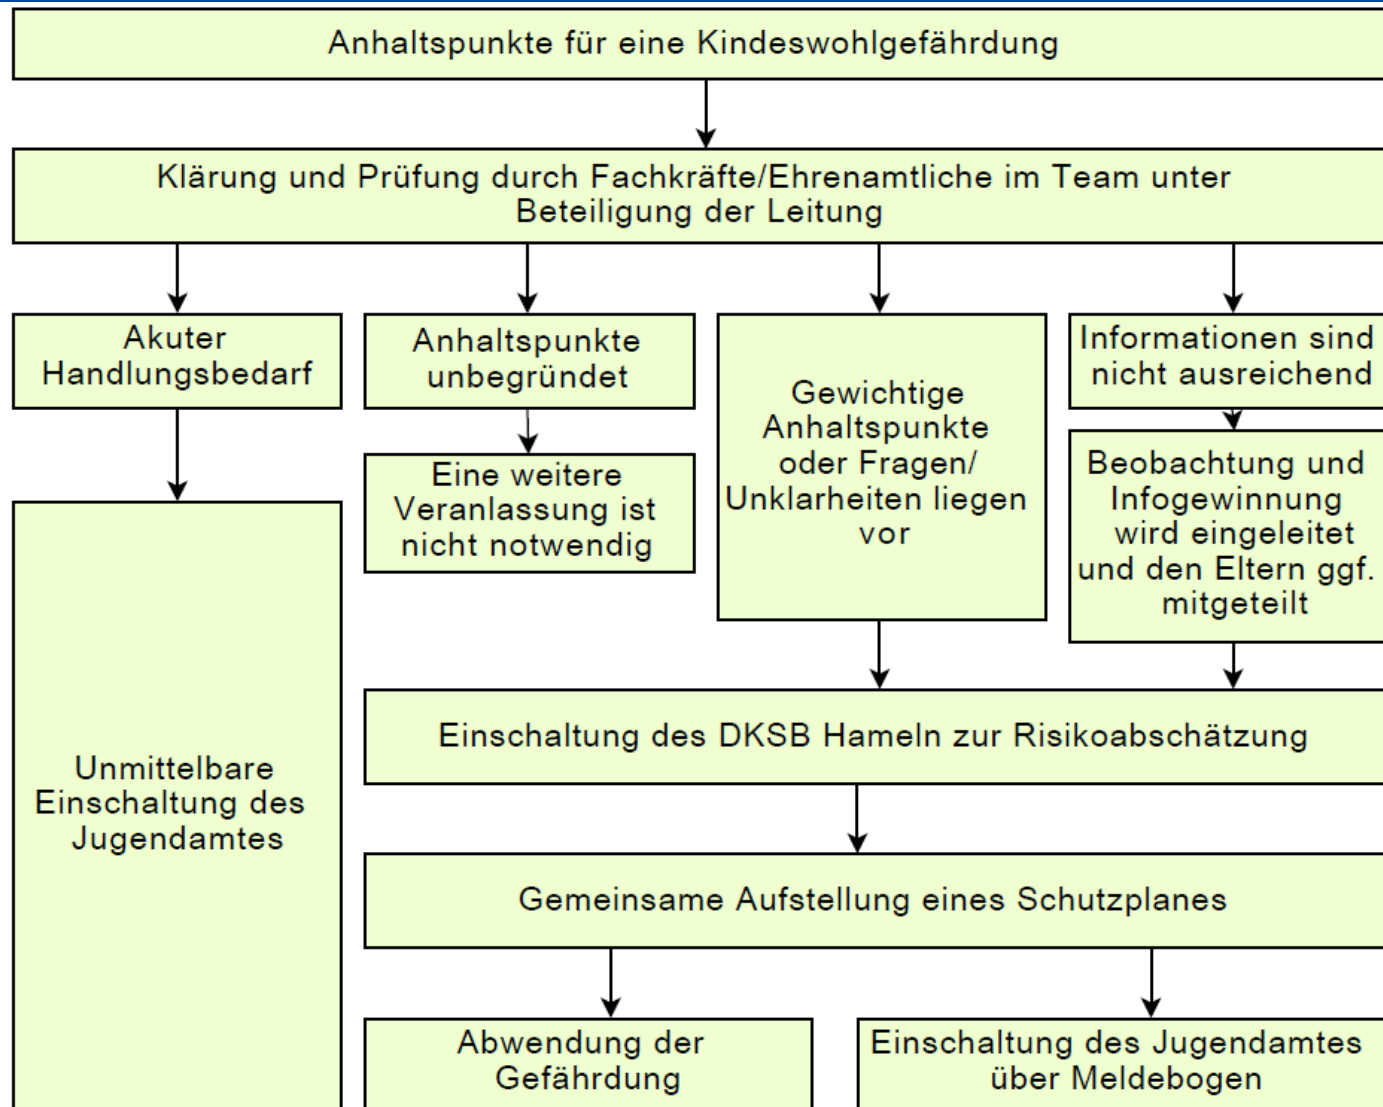 Anhaltspunkte für eine Kindeswohlgefährdung
Klärung und Prüfung durch Fachkräfte/Ehrenamtliche im Team unter
Beteiligung der Leitung
Akuter
Handlungsbedarf
Anhaltspunkte
unbegründet
Gewichtige
Anhaltspunkte
oder Fragen/
Unklarheiten liegen
vor
Informationen sind
nicht ausreichend
Eine weitere
Veranlassung ist
nicht notwendig
Beobachtung und
Infogewinnung
wird eingeleitet
und den Eltern ggf.
mitgeteilt
Unmittelbare
Einschaltung des
Jugendamtes
Einschaltung des DKSB Hameln zur Risikoabschätzung
Gemeinsame Aufstellung eines Schutzplanes
Abwendung der
Gefährdung
Einschaltung des Jugendamtes
über Meldebogen